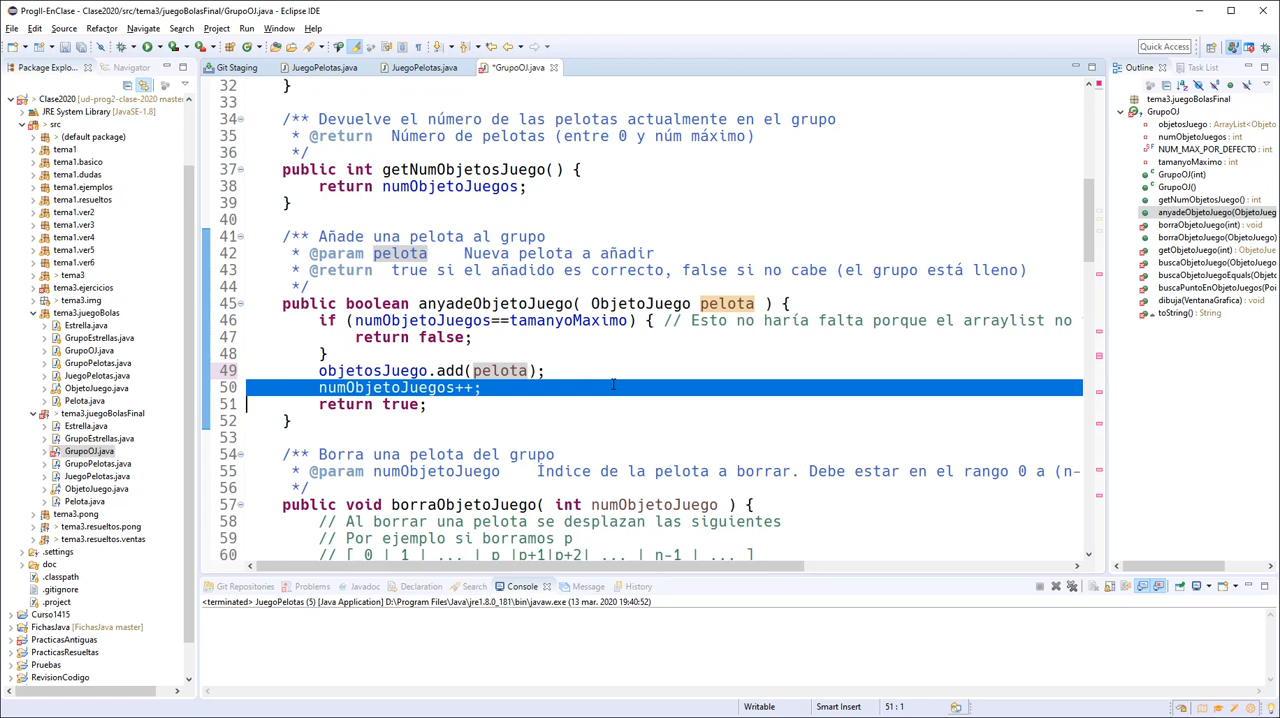 ProgII-EnClase - Clase2020/src/tema3/juegoBolasFinal/GrupoOJ.java - Eclipse IDE
File Edit Source Refactor Navigate Search Project Run Window Help
Quick Access
Package Explo...
Navigator
Git Staging
JuegoPelotas.java
JuegoPelotas.java
*GrupoOJ.java
Outline
Task List
Clase2020 [ud-prog2-clase-2020 master]
JRE System Library [JavaSE-1.8]
src
(default package)
tema1
tema1.basico
tema1.dudas
tema1.ejemplos
tema1.resueltos
tema1.ver2
tema1.ver3
tema1.ver4
tema1.ver5
tema1.ver6
> tema3
tema3.ejercicios
> tema3.img
tema3.juegoBolas
Estrella.java
GrupoEstrellas.java
GrupoOJ.java
GrupoPelotas.java
JuegoPelotas.java
ObjetoJuego.java
Pelota.java
tema3.juegoBolasFinal
Estrella.java
GrupoEstrellas.java
GrupoOJ.java
GrupoPelotas.java
JuegoPelotas.java
ObjetoJuego.java
Pelota.java
tema3.pong
tema3.resueltos.pong
tema3.resueltos.ventas
.settings
doc
.classpath
.gitignore
.project
Curso1415
FichasJava [FichasJava master]
PracticasAntiguas
PracticasResueltas
Pruebas
RevisionCodigo
32 }
33
34 /** Devuelve el número de las pelotas actualmente en el grupo
35 * @return Número de pelotas (entre 0 y núm máximo)
36 */
37 public int getNumObjetosJuego() {
38 return numObjetoJuegos;
39 }
40
41 /** Añade una pelota al grupo
42 * @param pelota Nueva pelota a añadir
43 * @return true si el añadido es correcto, false si no cabe (el grupo está lleno)
44 */
45 public boolean anyadeObjetoJuego( ObjetoJuego pelota ) {
46 if (numObjetoJuegos==tamanyoMaximo) { // Esto no haría falta porque el arraylist no
47 return false;
48 }
49 objetosJuego.add(pelota);
50 numObjetoJuegos++;
51 return true;
52 }
53
54 /** Borra una pelota del grupo
55 * @param numObjetoJuego Índice de la pelota a borrar. Debe estar en el rango 0 a (n-
56 */
57 public void borraObjetoJuego( int numObjetoJuego ) {
58 // Al borrar una pelota se desplazan las siguientes
59 // Por ejemplo si borramos p
60 // [ 0 | 1 | ... | p |p+1|p+2| ... | n-1 | ... ]
tema3.juegoBolasFinal
GrupoOJ
objetosJuego : ArrayList<Objeto
numObjetoJuegos : int
NUM_MAX_POR_DEFECTO : int
tamanyoMaximo : int
GrupoOJ(int)
GrupoOJ()
getNumObjetosJuego() : int
anyadeObjetoJuego(ObjetoJueg
borraObjetoJuego(int) : void
borraObjetoJuego(ObjetoJuego)
getObjetoJuego(int) : ObjetoJue
buscaObjetoJuego(ObjetoJuego)
buscaObjetoJuegoEquals(Objeto
buscaPuntoEnObjetoJuegos(Poi
dibuja(VentanaGrafica) : void
toString() : String
Git Repositories
Problems
Javadoc
Declaration
Search
Console
Message
History
<terminated> JuegoPelotas (5) [Java Application] D:\Program Files\Java\jre1.8.0_181\bin\javaw.exe (13 mar. 2020 19:40:52)
Writable
Smart Insert
51 : 1